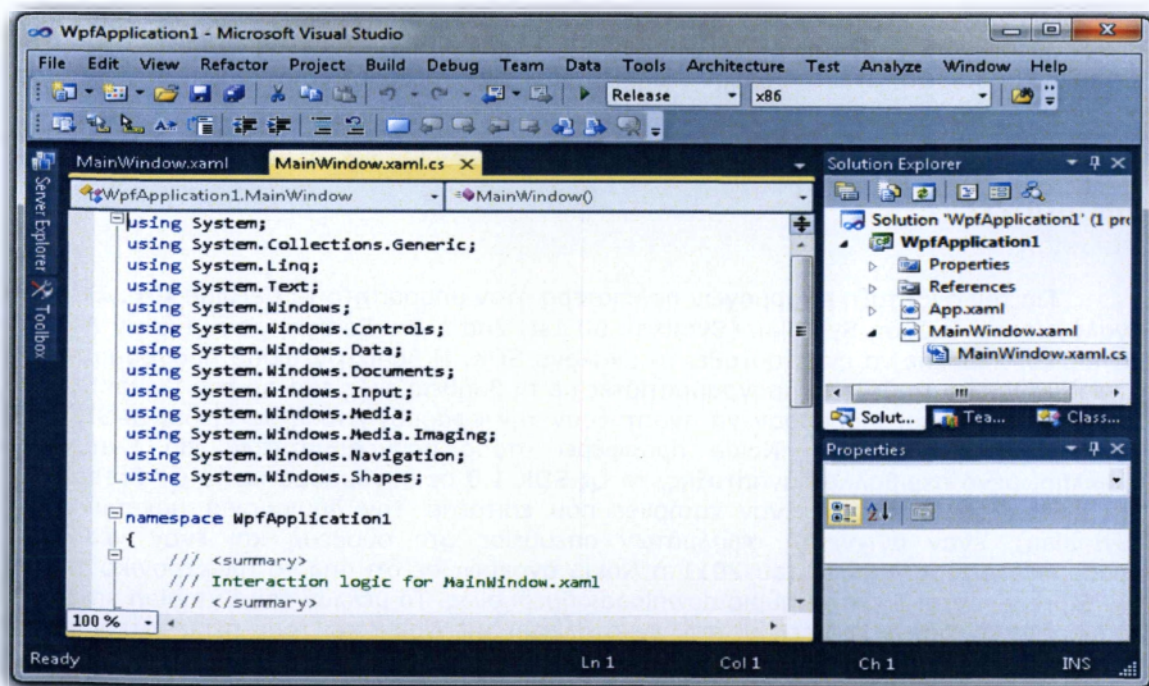 WpfApplication1 - Microsoft Visual Studio
File Edit View Refactor Project Build Debug Team Data Tools Architecture Test Analyze Window Help
Release x86
MainWindow.xaml MainWindow.xaml.cs
WpfApplication1.MainWindow MainWindow()
Server Explorer
Toolbox
using System;
using System.Collections.Generic;
using System.Linq;
using System.Text;
using System.Windows;
using System.Windows.Controls;
using System.Windows.Data;
using System.Windows.Documents;
using System.Windows.Input;
using System.Windows.Media;
using System.Windows.Media.Imaging;
using System.Windows.Navigation;
using System.Windows.Shapes;
namespace WpfApplication1
{
/// <summary>
/// Interaction logic for MainWindow.xaml
/// </summary>
100 %
Solution Explorer
Solution 'WpfApplication1' (1 pro
WpfApplication1
Properties
References
App.xaml
MainWindow.xaml
MainWindow.xaml.cs
Solut... Tea... Class...
Properties
Ready Ln 1 Col 1 Ch 1 INS